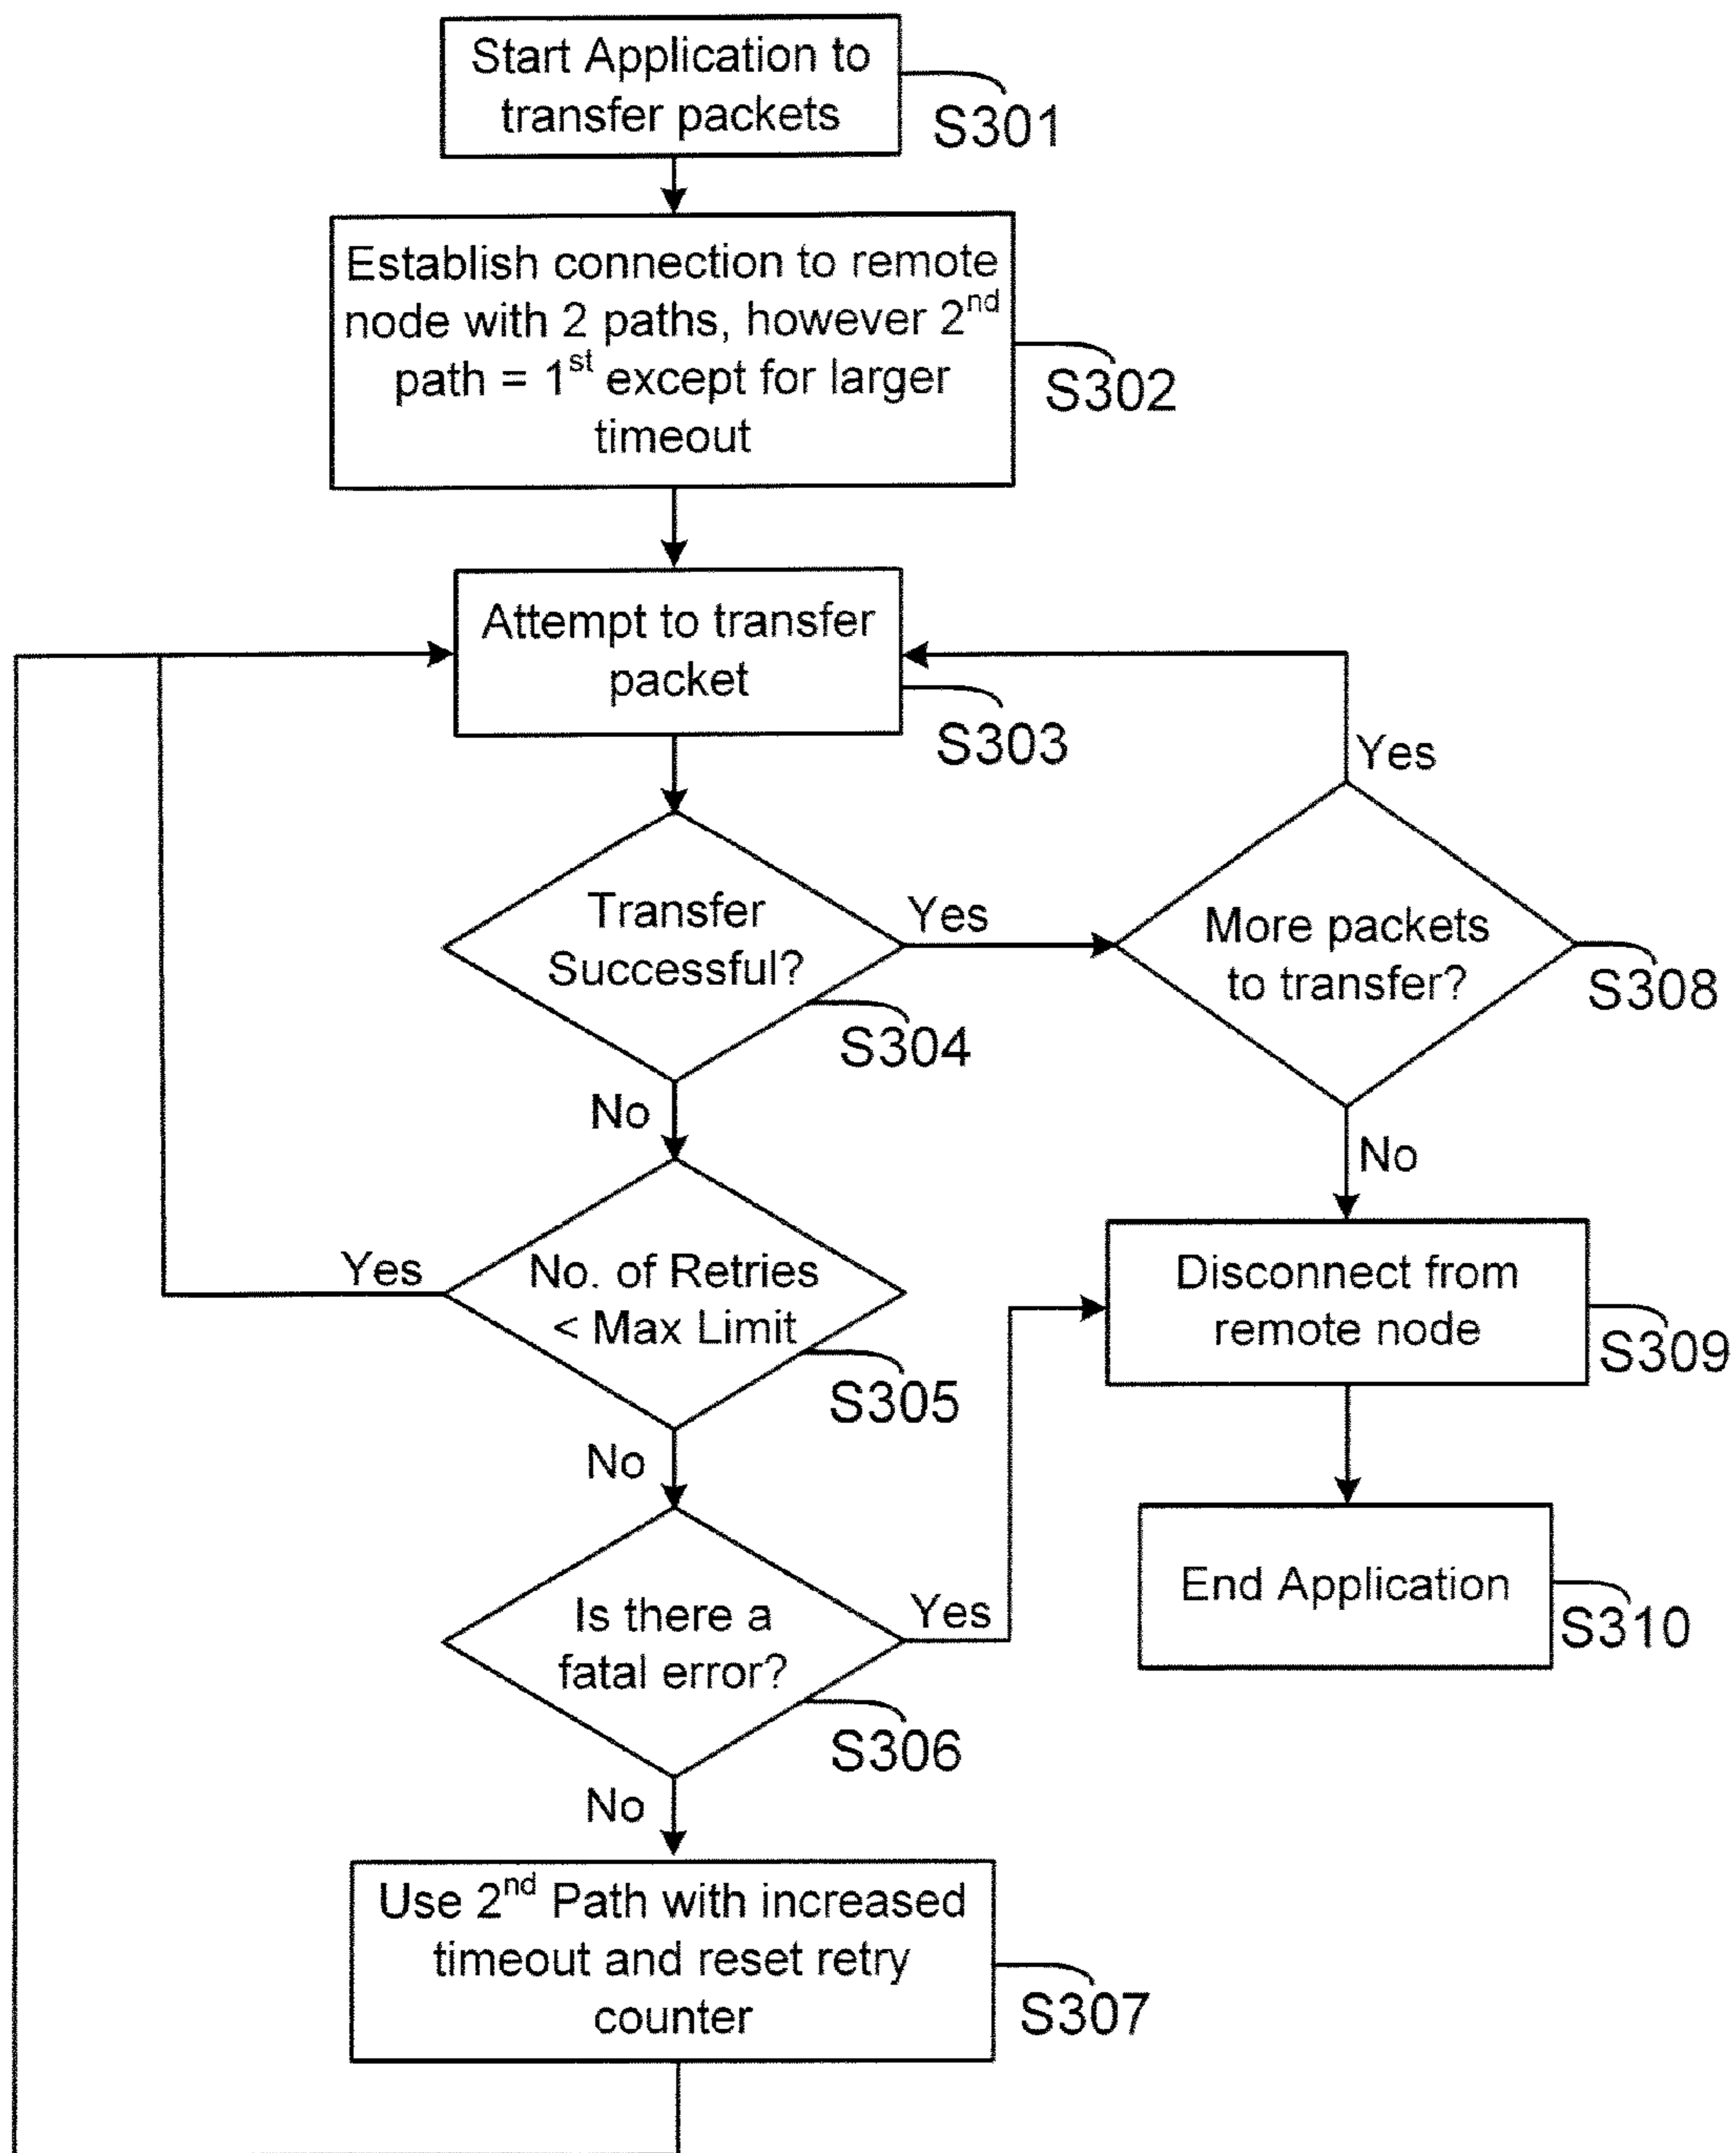 Start Application to
transfer packets
S301
Establish connection to remote
node with 2 paths, however 2nd
path = 1st except for larger
timeout
S302
Attempt to transfer
packet
S303
Yes
Transfer
Successful?
Yes
More packets
to transfer?
S308
S304
No
No
Yes
No. of Retries
< Max Limit
Disconnect from
remote node
S309
S305
No
Is there a
fatal error?
Yes
End Application
S310
S306
No
Use 2nd Path with increased
timeout and reset retry
counter
S307